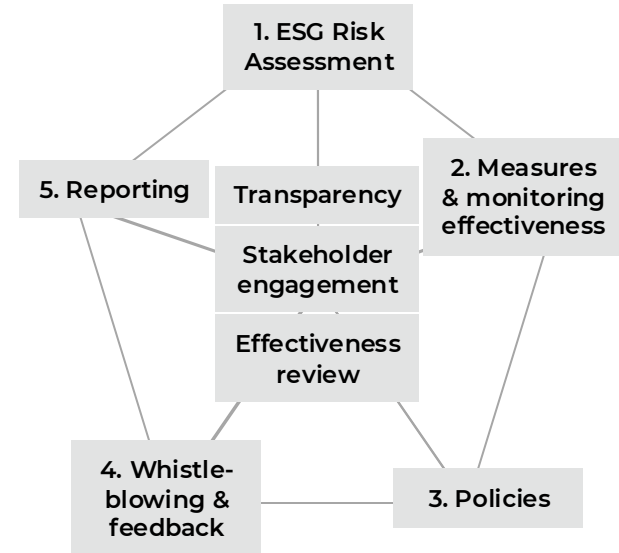 1. ESG Risk
Assessment
5. Reporting
Transparency
2. Measures
& monitoring
effectiveness
Stakeholder
engagement
Effectiveness
review
4. Whistle-
blowing &
feedback
3. Policies